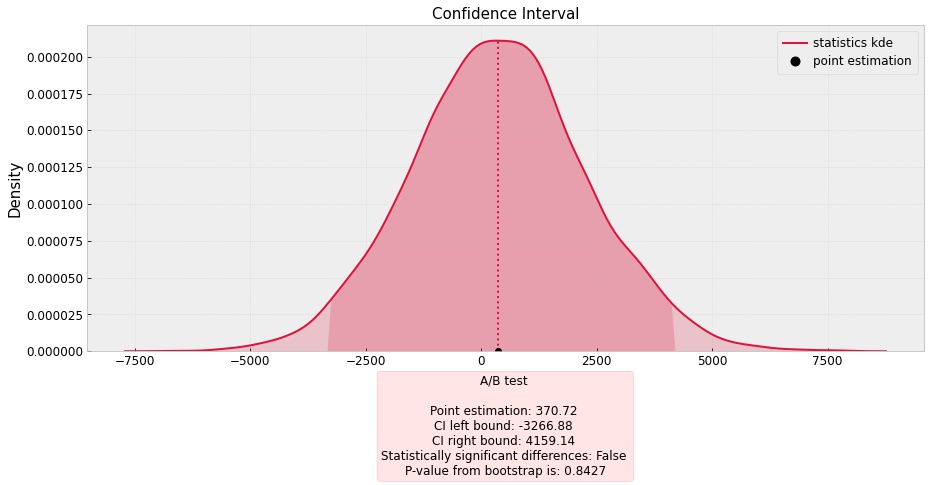 Confidence Interval
statistics kde
point estimation
Density
0.000200
0.000175
0.000150
0.000125
0.000100
0.000075
0.000050
0.000025
0.000000
−7500 −5000 −2500 0 2500 5000 7500
A/B test
Point estimation: 370.72
CI left bound: -3266.88
CI right bound: 4159.14
Statistically significant differences: False
P-value from bootstrap is: 0.8427